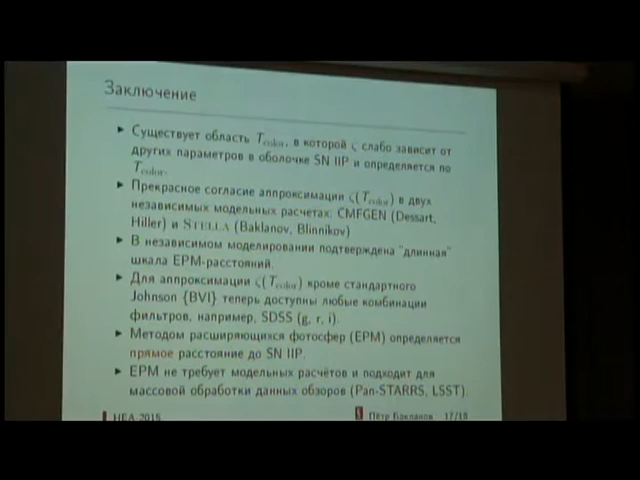 Заключение
► Существует область T_color, в которой ζ слабо зависит от
других параметров в оболочке SN IIP и определяется по
T_color.
► Прекрасное согласие аппроксимации ζ(T_color) в двух
независимых модельных расчетах: CMFGEN (Dessart,
Hiller) и STELLA (Baklanov, Blinnikov)
► В независимом моделировании подтверждена "длинная"
шкала EPM-расстояний.
► Для аппроксимации ζ(T_color) кроме стандартного
Johnson {BVI} теперь доступны любые комбинации
фильтров, например, SDSS (g, r, i).
► Методом расширяющихся фотосфер (EPM) определяется
прямое расстояние до SN IIP.
► EPM не требует модельных расчётов и подходит для
массовой обработки данных обзоров (Pan-STARRS, LSST).
HEA 2015 Пётр Бакланов 17/18